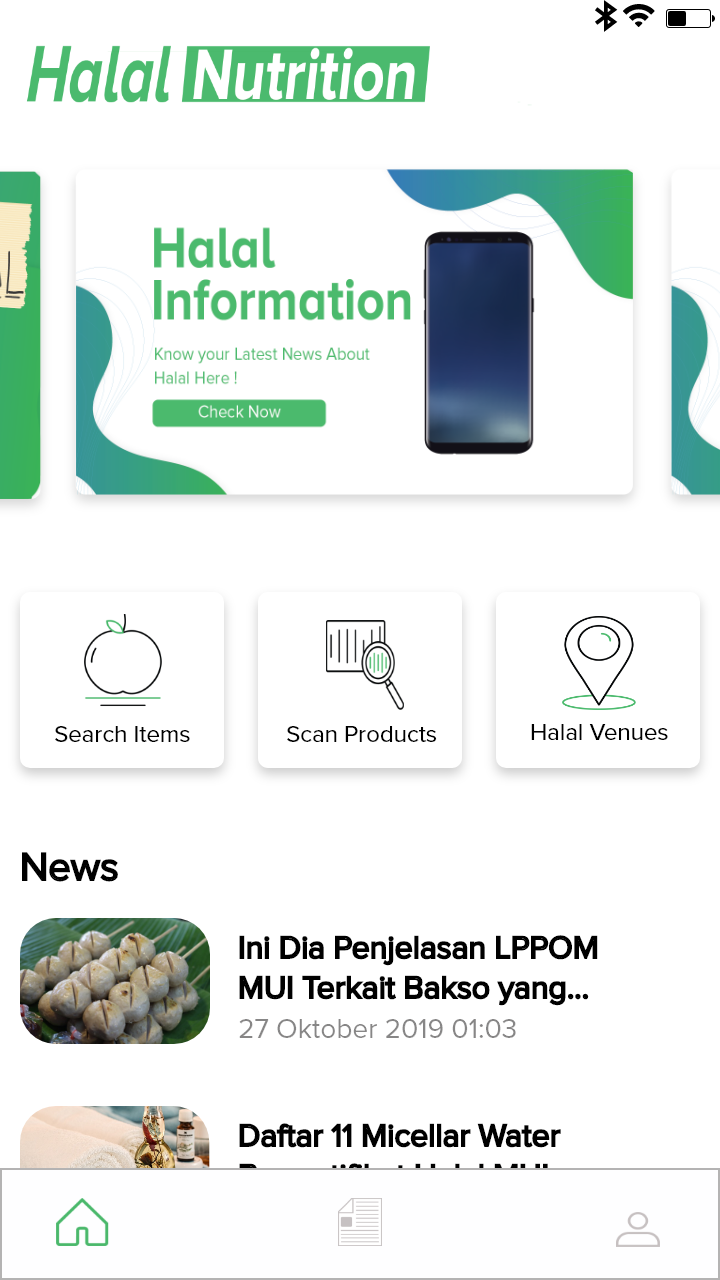 Halal Nutrition
Halal
Information
Know your Latest News About
Halal Here !
Check Now
Search Items
Scan Products
Halal Venues
News
Ini Dia Penjelasan LPPOM
MUI Terkait Bakso yang...
27 Oktober 2019 01:03
Daftar 11 Micellar Water